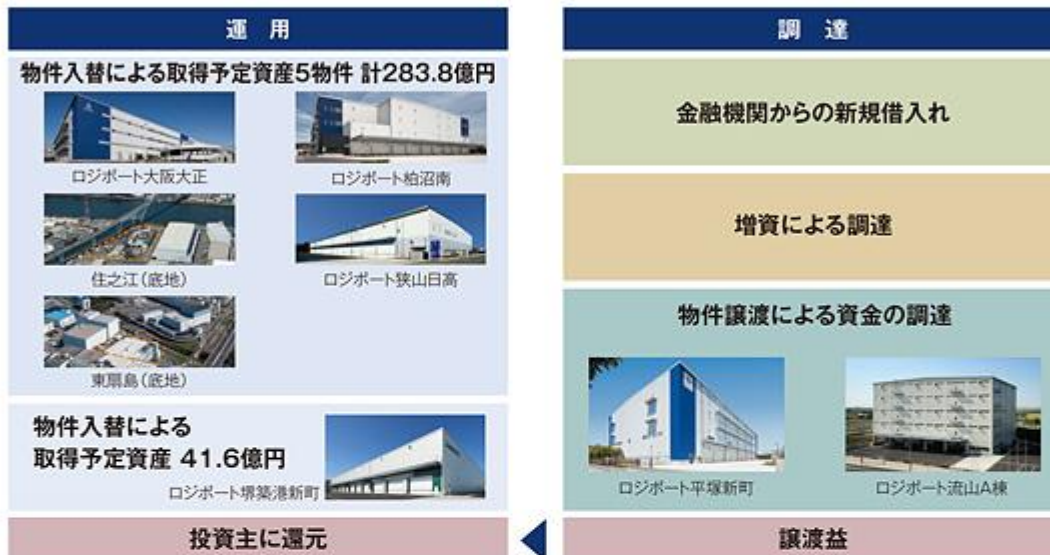 運 用
物件入替による取得予定資産5物件 計283.8億円
ロジポート大阪大正
ロジポート柏沼南
住之江(底地)
ロジポート狭山日高
東扇島(底地)
物件入替による
取得予定資産 41.6億円
ロジポート堺築港新町
投資主に還元
調 達
金融機関からの新規借入れ
増資による調達
物件譲渡による資金の調達
ロジポート平塚新町
ロジポート流山A棟
譲渡益